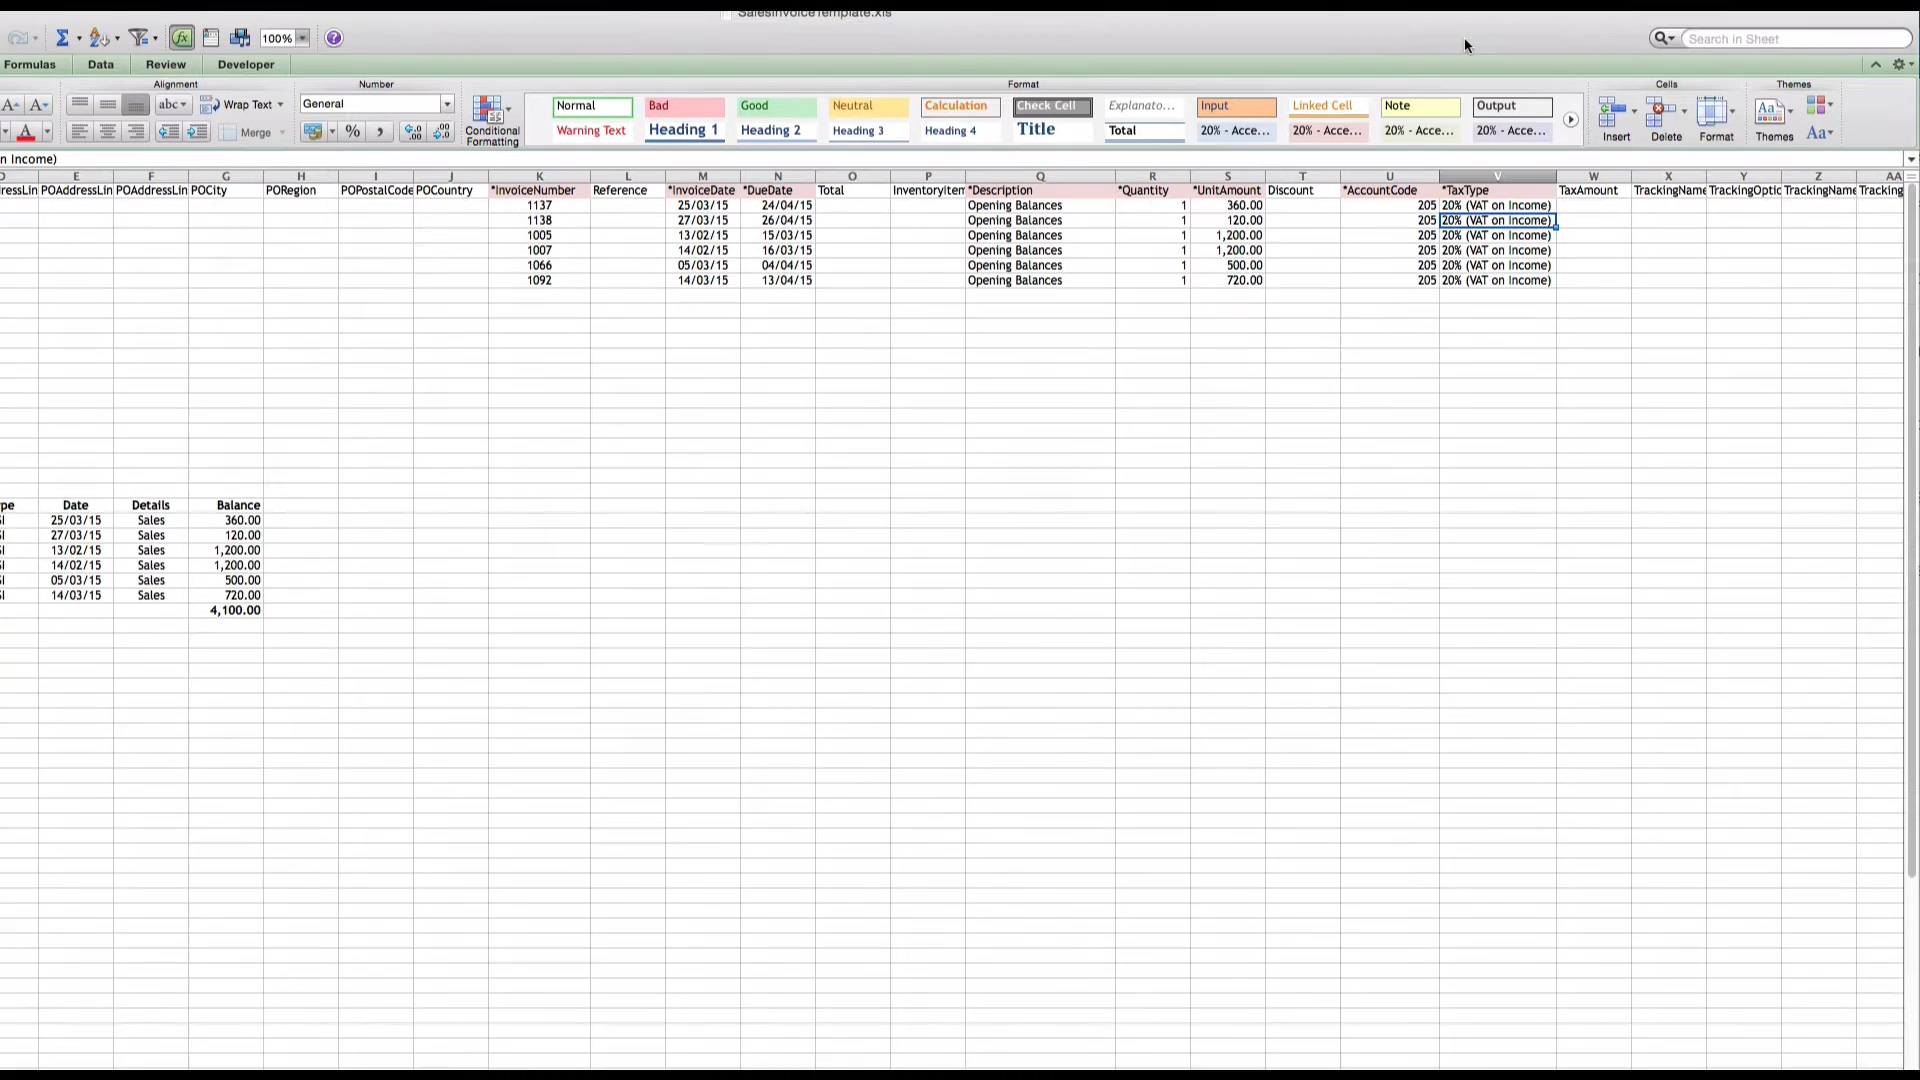 SalesInvoiceTemplate.xls
100% Search in Sheet
Formulas Data Review Developer
Alignment Number Format Cells Themes
abc Wrap Text General Normal Bad Good Neutral Calculation Check Cell Explanato... Input Linked Cell Note Output
Merge % Conditional Formatting Warning Text Heading 1 Heading 2 Heading 3 Heading 4 Title Total 20% - Acce... 20% - Acce... 20% - Acce... 20% - Acce... Insert Delete Format Themes Aa
n Income)
E F G H I J K L M N O P Q R S T U V W X Y Z AA
ressLin POAddressLin POAddressLin POCity PORegion POPostalCode POCountry *InvoiceNumber Reference *InvoiceDate *DueDate Total InventoryItem *Description *Quantity *UnitAmount Discount *AccountCode *TaxType TaxAmount TrackingName TrackingOptio TrackingName Tracking
1137 25/03/15 24/04/15 Opening Balances 1 360.00 205 20% (VAT on Income)
1138 27/03/15 26/04/15 Opening Balances 1 120.00 205 20% (VAT on Income)
1005 13/02/15 15/03/15 Opening Balances 1 1,200.00 205 20% (VAT on Income)
1007 14/02/15 16/03/15 Opening Balances 1 1,200.00 205 20% (VAT on Income)
1066 05/03/15 04/04/15 Opening Balances 1 500.00 205 20% (VAT on Income)
1092 14/03/15 13/04/15 Opening Balances 1 720.00 205 20% (VAT on Income)
pe Date Details Balance
SI 25/03/15 Sales 360.00
SI 27/03/15 Sales 120.00
SI 13/02/15 Sales 1,200.00
SI 14/02/15 Sales 1,200.00
SI 05/03/15 Sales 500.00
SI 14/03/15 Sales 720.00
4,100.00